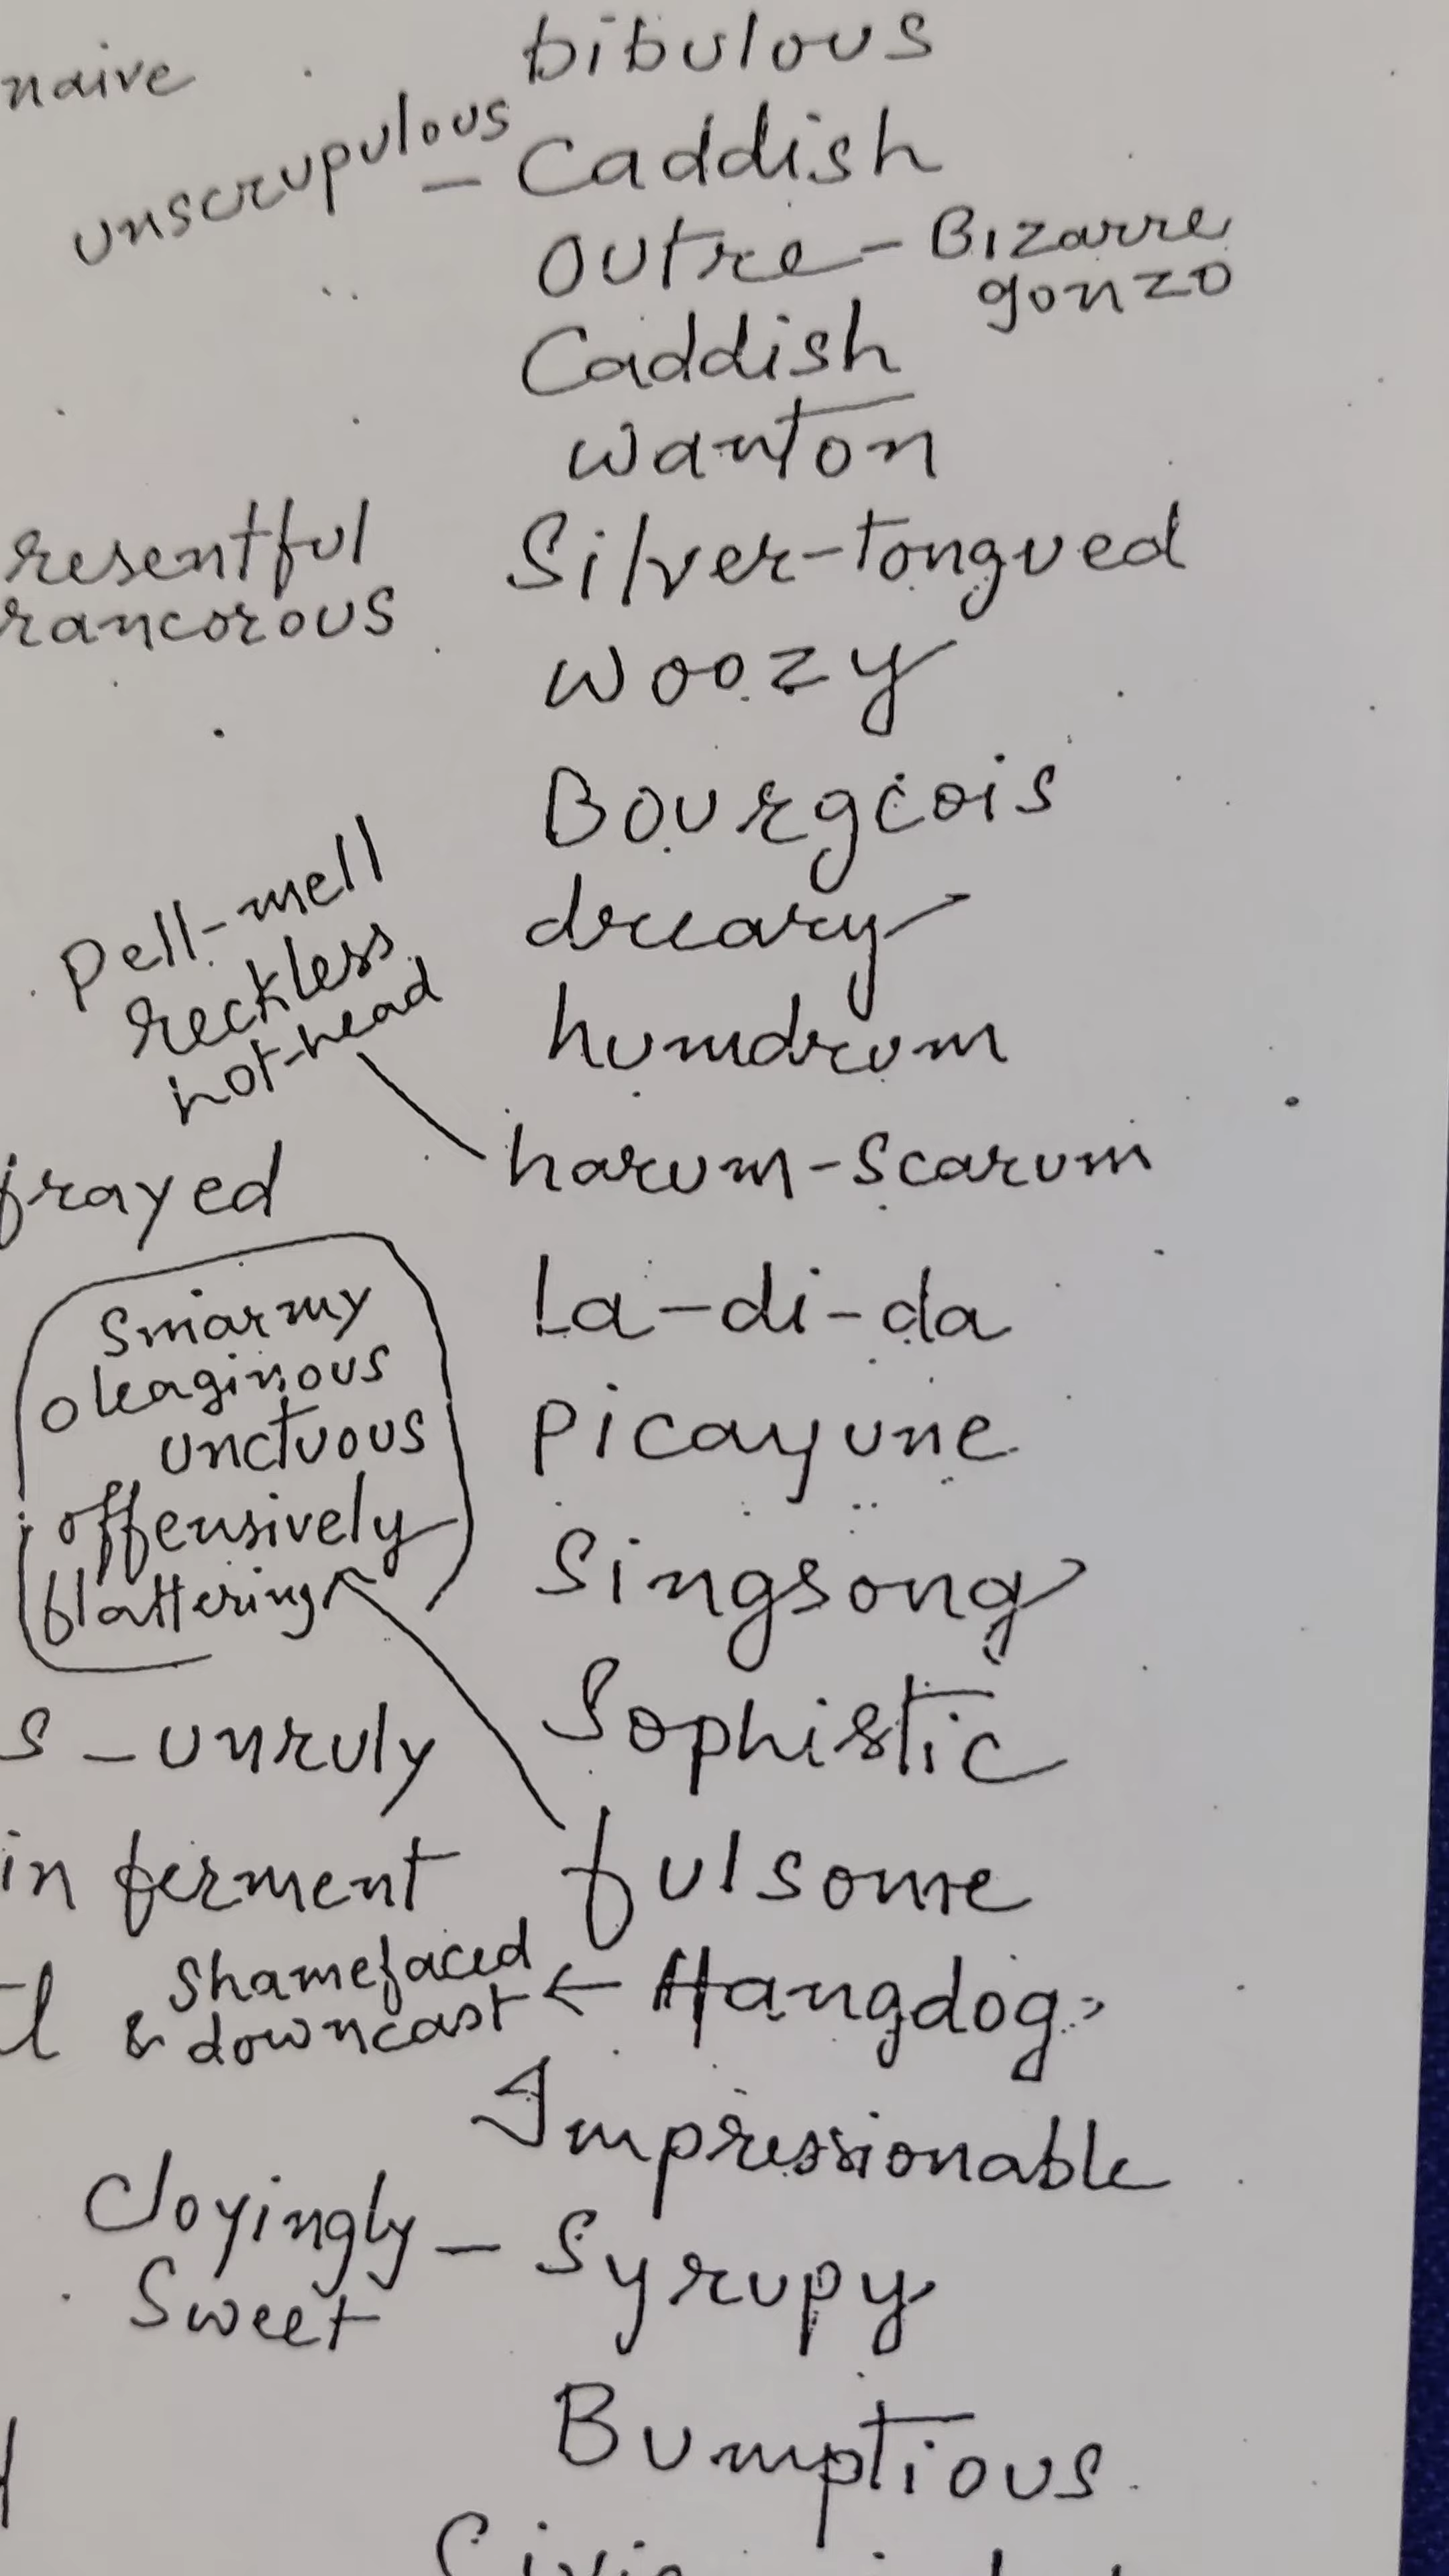 bibulous
naive
unscrupulous - Caddish
Outre - Bizarre
gonzo
Caddish
wanton
resentful
rancorous
Silver-tongued
woozy
Bourgeois
Pell-mell
reckless
hot-head
dreary
humdrum
harum-scarum
frayed
La-di-da
Smarmy
oleaginous
unctuous
offensively
flattering
Picayune
Singsong
Sophistic
s - unruly
in ferment
fulsome
Shamefaced
& downcast ← Hangdog
Impressionable
Cloyingly - Syrupy
Sweet
Bumptious